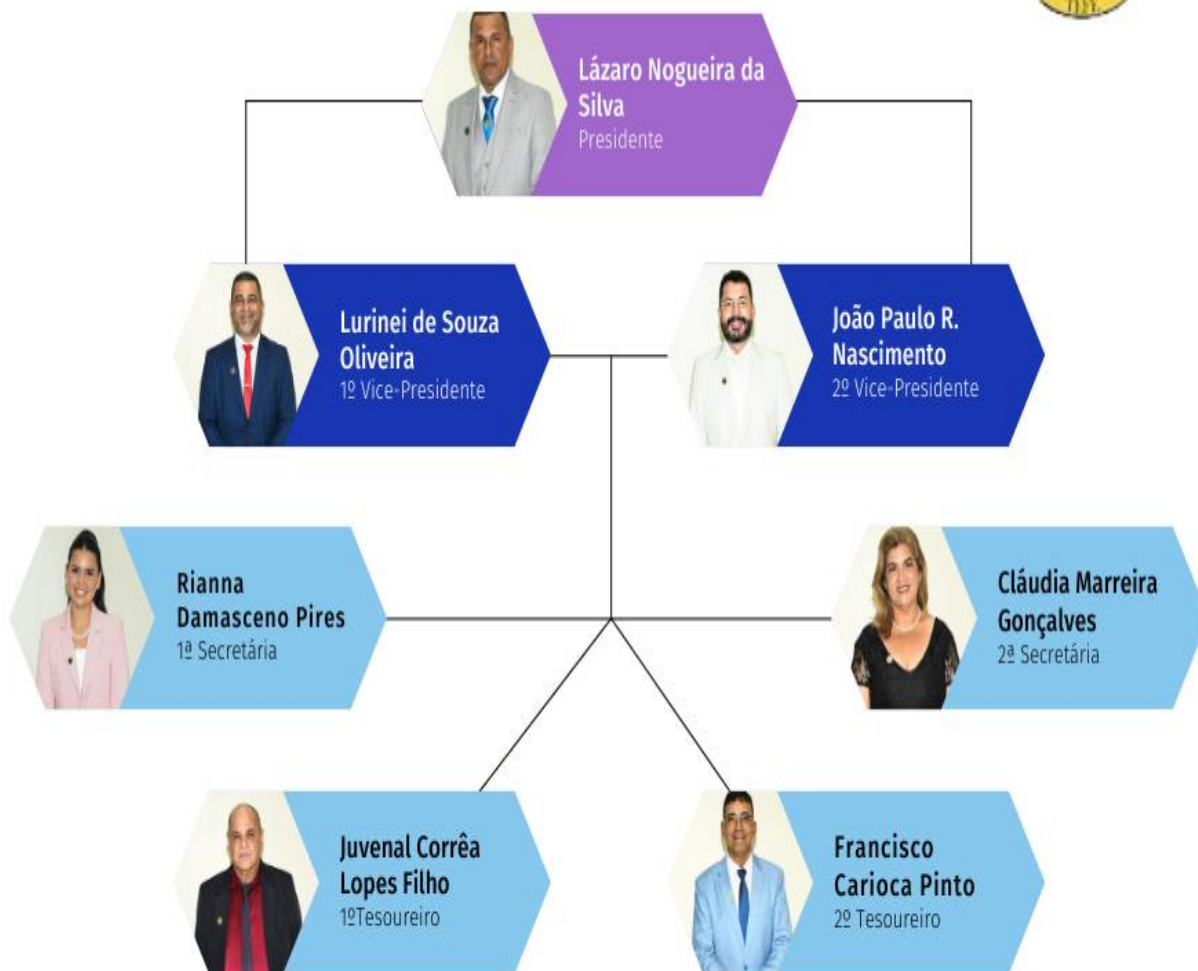 Lázaro Nogueira da
Silva
Presidente
Lurinei de Souza
Oliveira
1º Vice-Presidente
João Paulo R.
Nascimento
2º Vice-Presidente
Rianna
Damasceno Pires
1ª Secretária
Cláudia Marreira
Gonçalves
2ª Secretária
Juvenal Corrêa
Lopes Filho
1ºTesoureiro
Francisco
Carioca Pinto
2º Tesoureiro